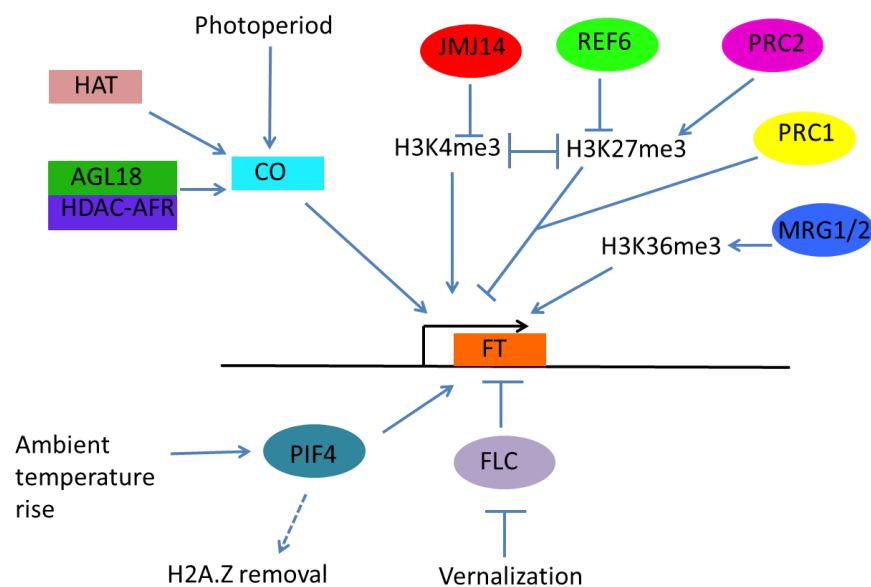 Photoperiod
JMJ14
REF6
PRC2
HAT
PRC1
H3K4me3
H3K27me3
AGL18
CO
HDAC-AFR
MRG1/2
H3K36me3
FT
Ambient
temperature
rise
PIF4
FLC
H2A.Z removal
Vernalization